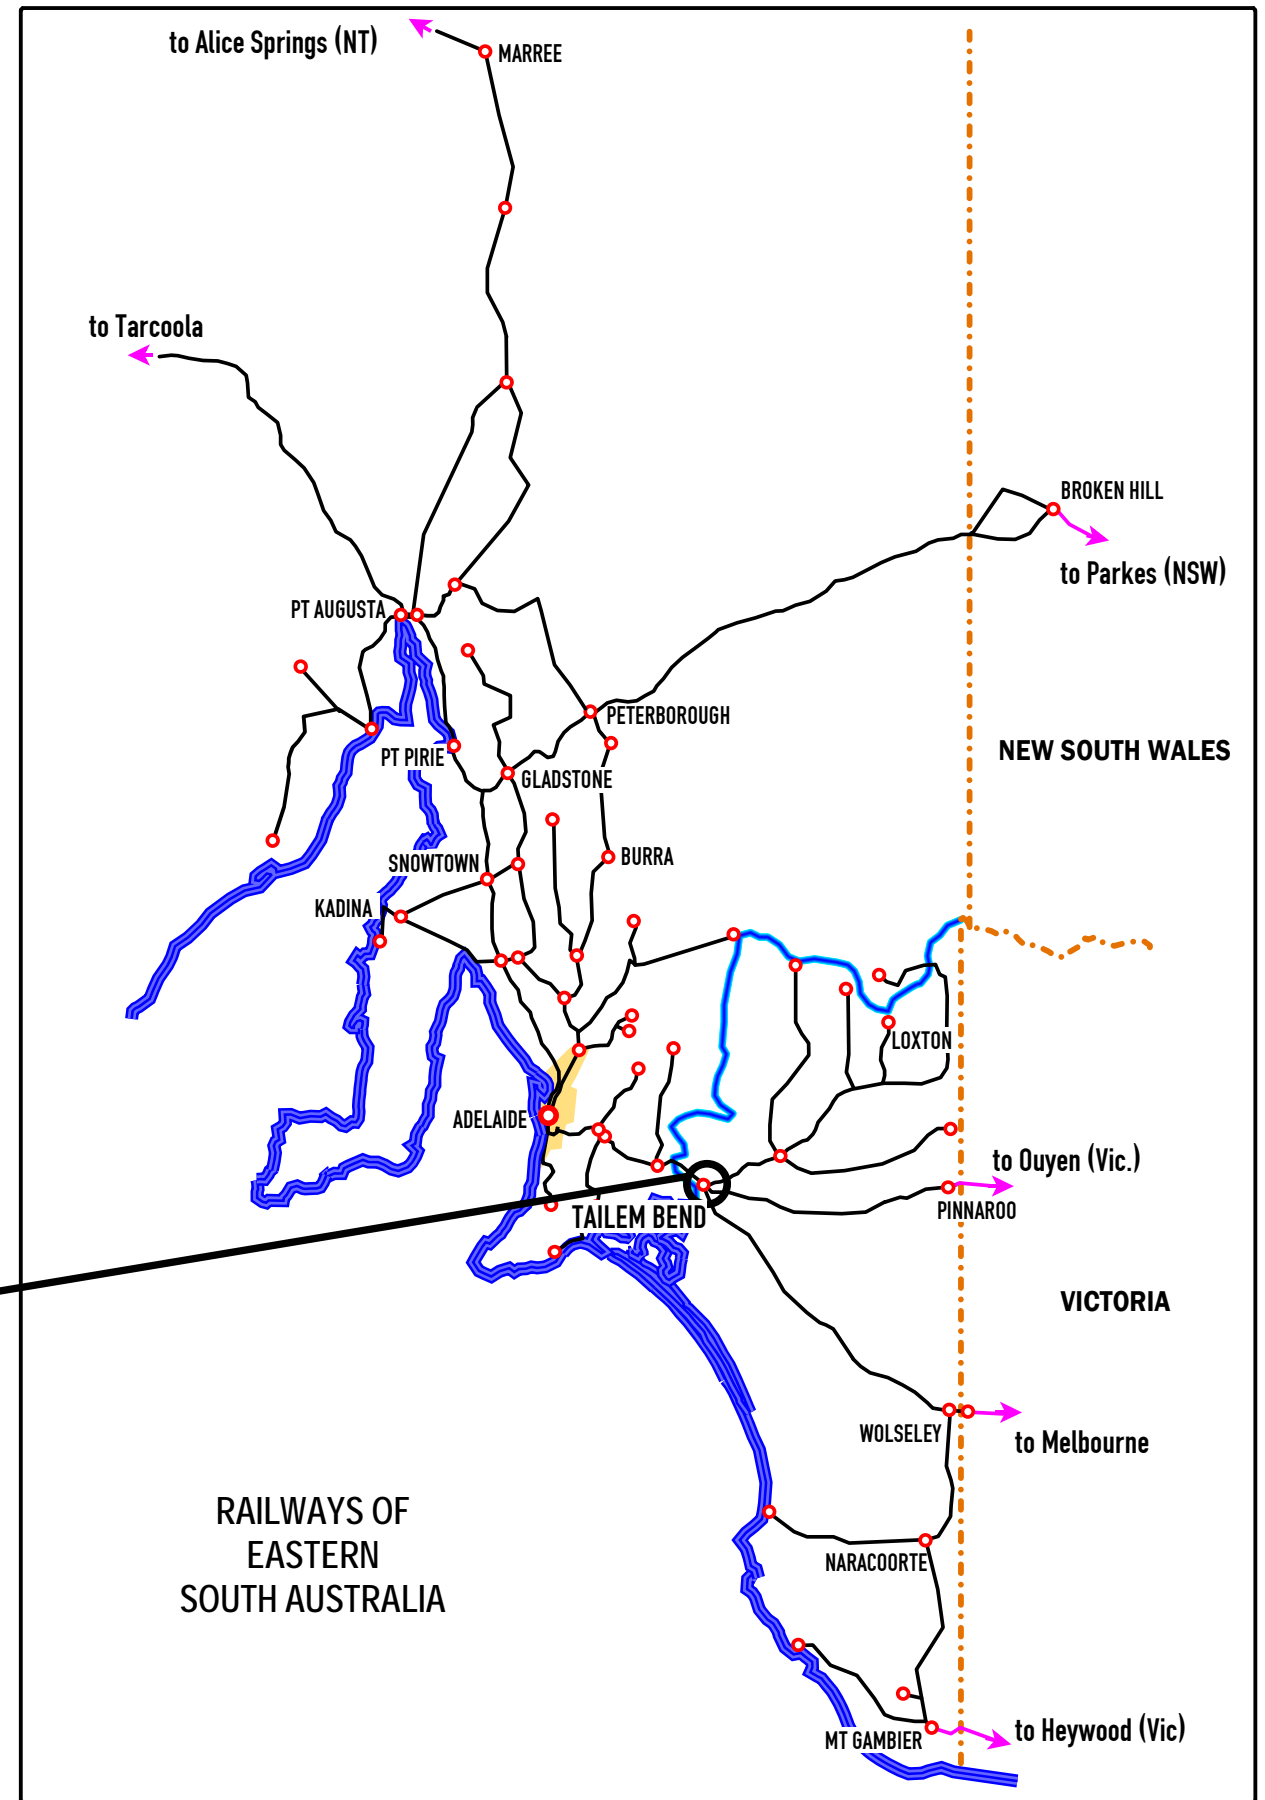 to Alice Springs (NT)
MARREE
to Tarcoola
BROKEN HILL
to Parkes (NSW)
PT AUGUSTA
PETERBOROUGH
NEW SOUTH WALES
PT PIRIE
GLADSTONE
SNOWTOWN
BURRA
KADINA
LOXTON
ADELAIDE
to Ouyen (Vic.)
PINNAROO
TAILEM BEND
VICTORIA
WOLSELEY
to Melbourne
RAILWAYS OF
EASTERN
SOUTH AUSTRALIA
NARACOORTE
MT GAMBIER
to Heywood (Vic)